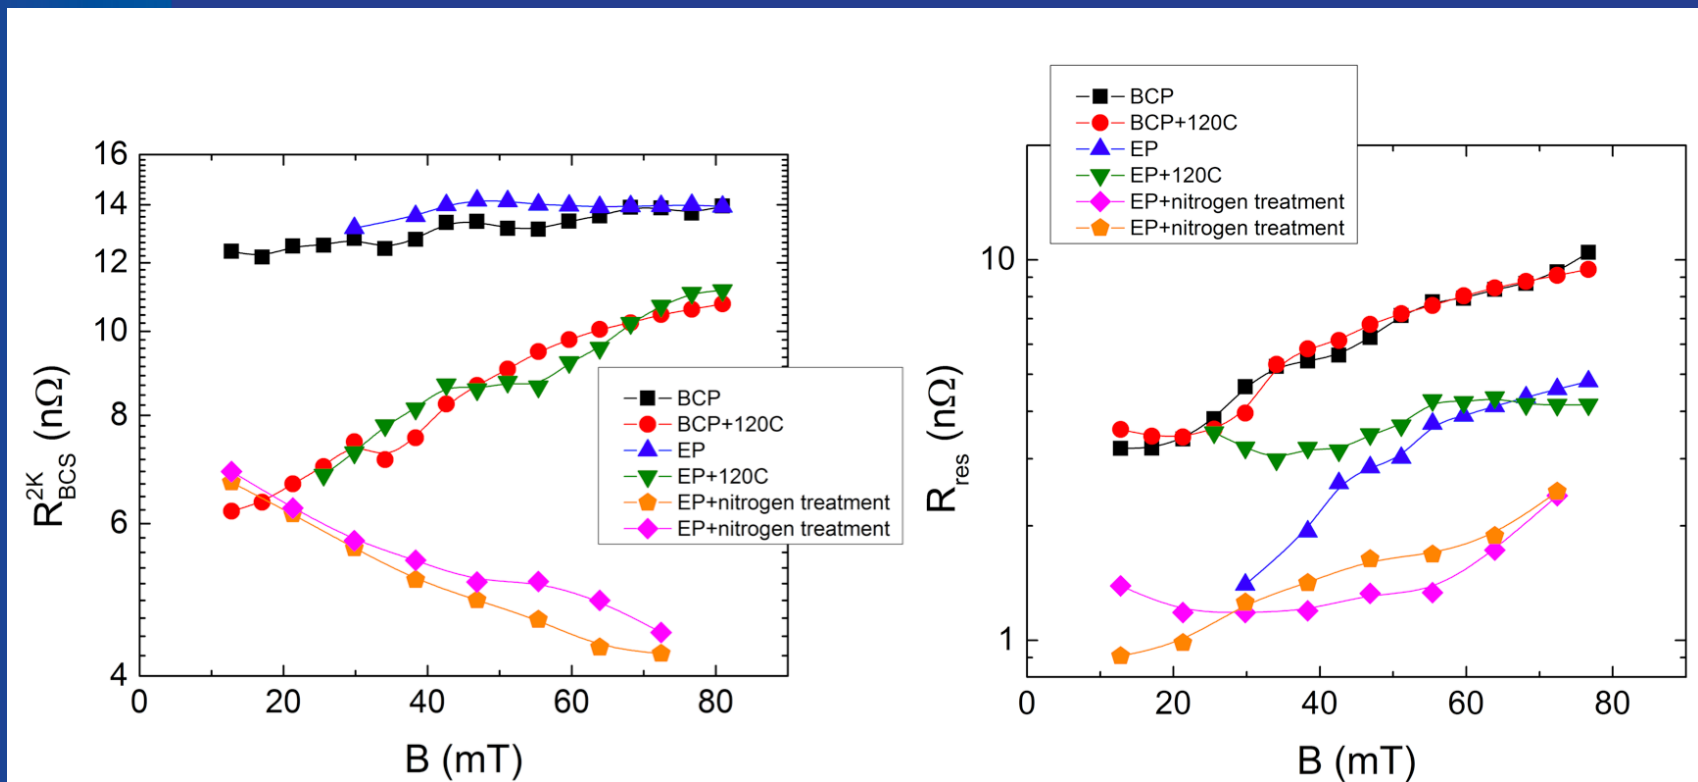 16
14
12
10
8
6
4
0
20
40
60
80
R²ᴷ_BCS (nΩ)
B (mT)
BCP
BCP+120C
EP
EP+120C
EP+nitrogen treatment
EP+nitrogen treatment
BCP
BCP+120C
EP
EP+120C
EP+nitrogen treatment
EP+nitrogen treatment
10
1
0
20
40
60
80
R_res (nΩ)
B (mT)